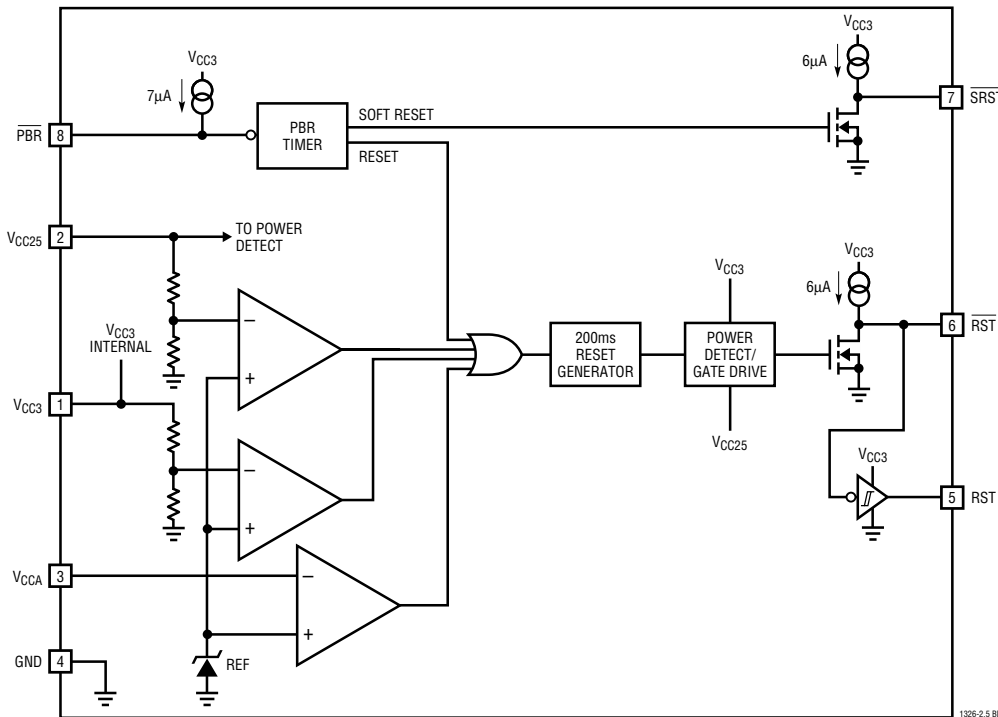 VCC3
7μA
PBR
8
PBR
TIMER
SOFT RESET
RESET
VCC3
6μA
7
SRST
VCC25
2
TO POWER
DETECT
VCC3
INTERNAL
VCC3
1
–
+
–
+
VCCA
3
–
+
GND
4
REF
200ms
RESET
GENERATOR
VCC3
POWER
DETECT/
GATE DRIVE
VCC25
VCC3
6μA
6
RST
VCC3
5
RST